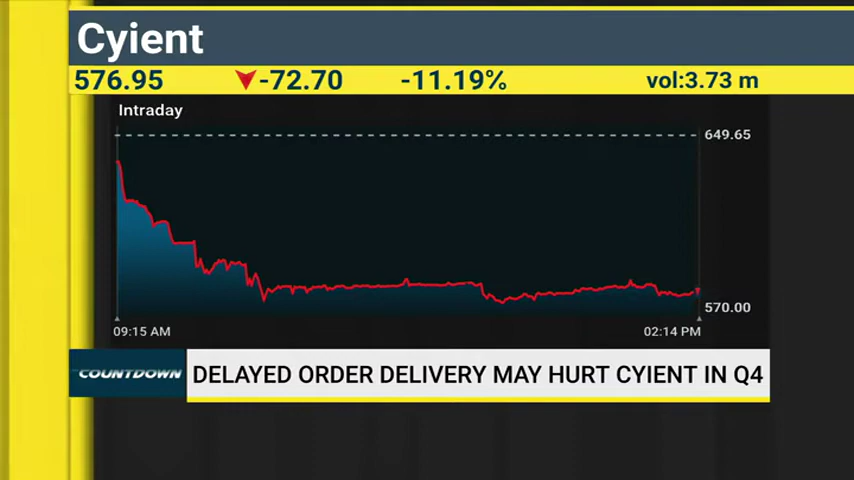 Cyient
576.95 -72.70 -11.19% vol:3.73 m
Intraday
649.65
570.00
09:15 AM 02:14 PM
COUNTDOWN DELAYED ORDER DELIVERY MAY HURT CYIENT IN Q4